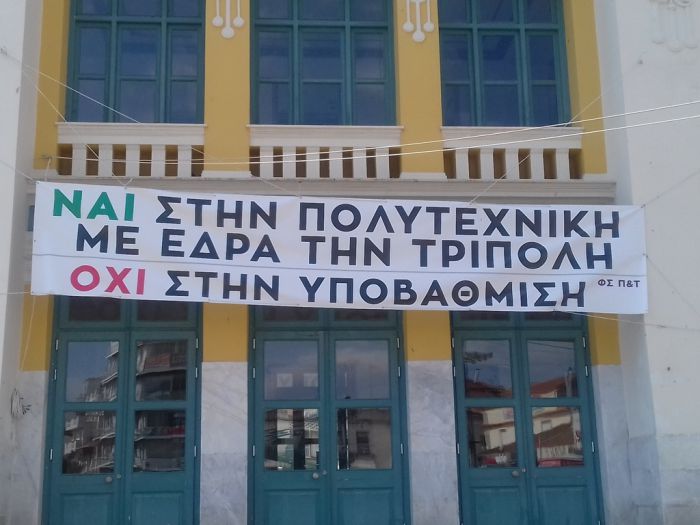 ΝΑΙ ΣΤΗΝ ΠΟΛΥΤΕΧΝΙΚΗ
ΜΕ ΕΔΡΑ ΤΗΝ ΤΡΙΠΟΛΗ
ΟΧΙ ΣΤΗΝ ΥΠΟΒΑΘΜΙΣΗ ΦΣ Π&Τ